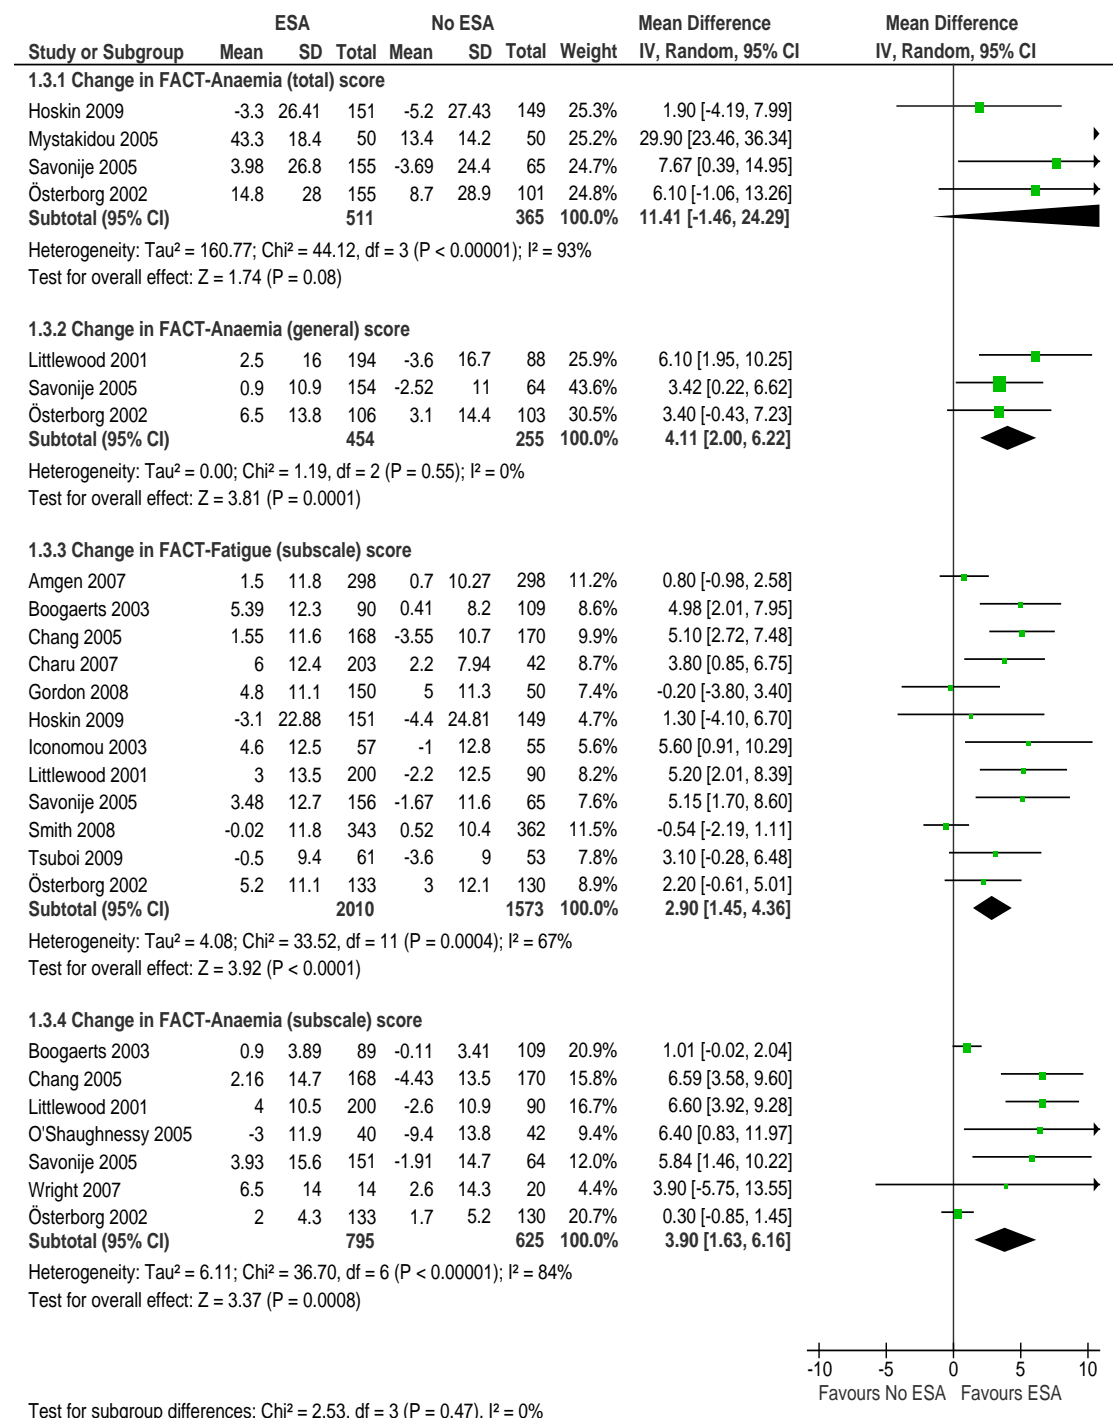 ESA No ESA Mean Difference Mean Difference
Study or Subgroup Mean SD Total Mean SD Total Weight IV, Random, 95% CI IV, Random, 95% CI
1.3.1 Change in FACT-Anaemia (total) score
Hoskin 2009 -3.3 26.41 151 -5.2 27.43 149 25.3% 1.90 [-4.19, 7.99]
Mystakidou 2005 43.3 18.4 50 13.4 14.2 50 25.2% 29.90 [23.46, 36.34]
Savonije 2005 3.98 26.8 155 -3.69 24.4 65 24.7% 7.67 [0.39, 14.95]
Österborg 2002 14.8 28 155 8.7 28.9 101 24.8% 6.10 [-1.06, 13.26]
Subtotal (95% CI) 511 365 100.0% 11.41 [-1.46, 24.29]
Heterogeneity: Tau² = 160.77; Chi² = 44.12, df = 3 (P < 0.00001); I² = 93%
Test for overall effect: Z = 1.74 (P = 0.08)
1.3.2 Change in FACT-Anaemia (general) score
Littlewood 2001 2.5 16 194 -3.6 16.7 88 25.9% 6.10 [1.95, 10.25]
Savonije 2005 0.9 10.9 154 -2.52 11 64 43.6% 3.42 [0.22, 6.62]
Österborg 2002 6.5 13.8 106 3.1 14.4 103 30.5% 3.40 [-0.43, 7.23]
Subtotal (95% CI) 454 255 100.0% 4.11 [2.00, 6.22]
Heterogeneity: Tau² = 0.00; Chi² = 1.19, df = 2 (P = 0.55); I² = 0%
Test for overall effect: Z = 3.81 (P = 0.0001)
1.3.3 Change in FACT-Fatigue (subscale) score
Amgen 2007 1.5 11.8 298 0.7 10.27 298 11.2% 0.80 [-0.98, 2.58]
Boogaerts 2003 5.39 12.3 90 0.41 8.2 109 8.6% 4.98 [2.01, 7.95]
Chang 2005 1.55 11.6 168 -3.55 10.7 170 9.9% 5.10 [2.72, 7.48]
Charu 2007 6 12.4 203 2.2 7.94 42 8.7% 3.80 [0.85, 6.75]
Gordon 2008 4.8 11.1 150 5 11.3 50 7.4% -0.20 [-3.80, 3.40]
Hoskin 2009 -3.1 22.88 151 -4.4 24.81 149 4.7% 1.30 [-4.10, 6.70]
Iconomou 2003 4.6 12.5 57 -1 12.8 55 5.6% 5.60 [0.91, 10.29]
Littlewood 2001 3 13.5 200 -2.2 12.5 90 8.2% 5.20 [2.01, 8.39]
Savonije 2005 3.48 12.7 156 -1.67 11.6 65 7.6% 5.15 [1.70, 8.60]
Smith 2008 -0.02 11.8 343 0.52 10.4 362 11.5% -0.54 [-2.19, 1.11]
Tsuboi 2009 -0.5 9.4 61 -3.6 9 53 7.8% 3.10 [-0.28, 6.48]
Österborg 2002 5.2 11.1 133 3 12.1 130 8.9% 2.20 [-0.61, 5.01]
Subtotal (95% CI) 2010 1573 100.0% 2.90 [1.45, 4.36]
Heterogeneity: Tau² = 4.08; Chi² = 33.52, df = 11 (P = 0.0004); I² = 67%
Test for overall effect: Z = 3.92 (P < 0.0001)
1.3.4 Change in FACT-Anaemia (subscale) score
Boogaerts 2003 0.9 3.89 89 -0.11 3.41 109 20.9% 1.01 [-0.02, 2.04]
Chang 2005 2.16 14.7 168 -4.43 13.5 170 15.8% 6.59 [3.58, 9.60]
Littlewood 2001 4 10.5 200 -2.6 10.9 90 16.7% 6.60 [3.92, 9.28]
O'Shaughnessy 2005 -3 11.9 40 -9.4 13.8 42 9.4% 6.40 [0.83, 11.97]
Savonije 2005 3.93 15.6 151 -1.91 14.7 64 12.0% 5.84 [1.46, 10.22]
Wright 2007 6.5 14 14 2.6 14.3 20 4.4% 3.90 [-5.75, 13.55]
Österborg 2002 2 4.3 133 1.7 5.2 130 20.7% 0.30 [-0.85, 1.45]
Subtotal (95% CI) 795 625 100.0% 3.90 [1.63, 6.16]
Heterogeneity: Tau² = 6.11; Chi² = 36.70, df = 6 (P < 0.00001); I² = 84%
Test for overall effect: Z = 3.37 (P = 0.0008)
-10 -5 0 5 10
Favours No ESA Favours ESA
Test for subgroup differences: Chi² = 2.53, df = 3 (P = 0.47), I² = 0%